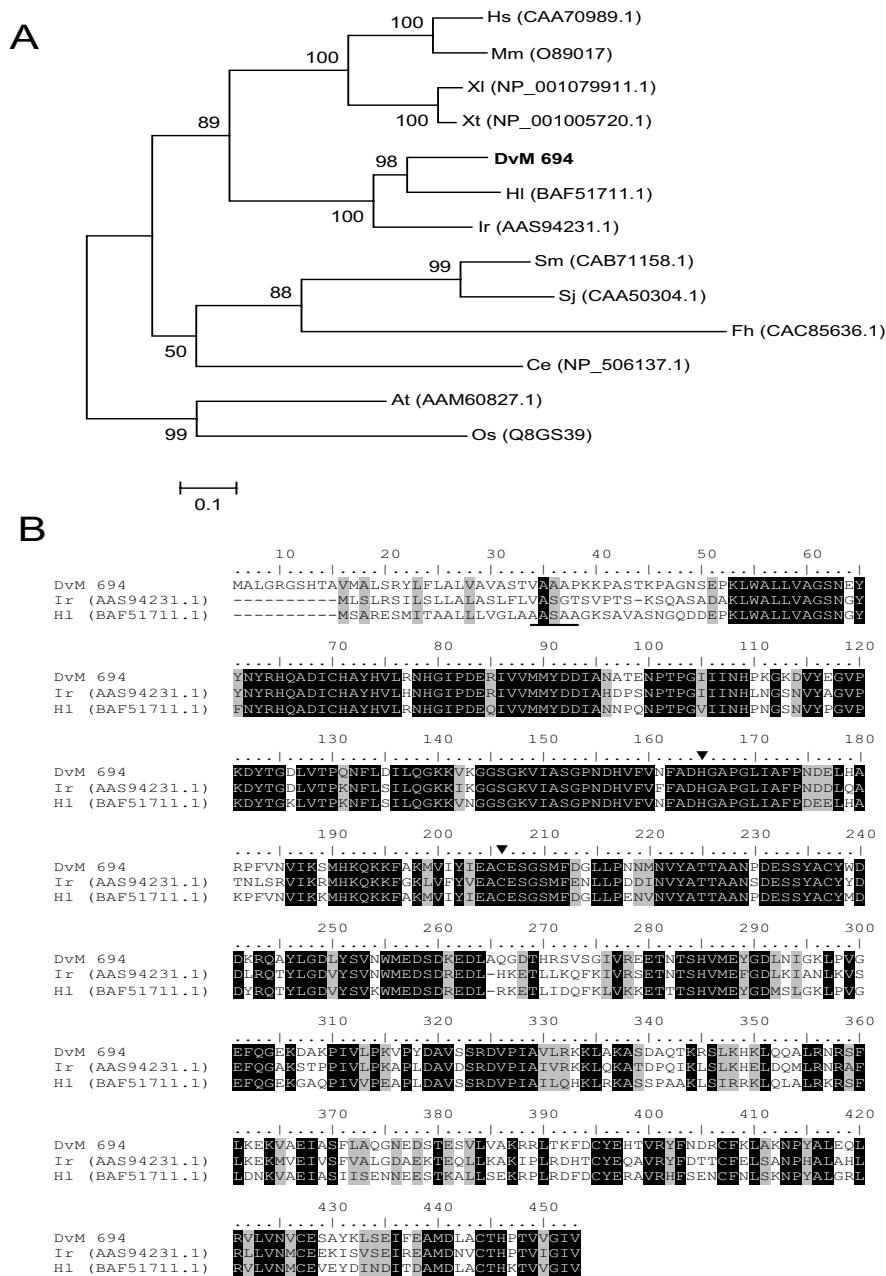 A
Hs (CAA70989.1)
100
Mm (O89017)
100
Xl (NP_001079911.1)
100
Xt (NP_001005720.1)
89
DvM 694
98
Hl (BAF51711.1)
100
Ir (AAS94231.1)
Sm (CAB71158.1)
99
Sj (CAA50304.1)
88
Fh (CAC85636.1)
50
Ce (NP_506137.1)
At (AAM60827.1)
99
Os (Q8GS39)
0.1
B
10 20 30 40 50 60
DvM 694 MALGRGSHTAVMALSRYLFLALVAVASTVAAAPKKPASTKPAGNSEPKLWALLVAGSNEY
Ir (AAS94231.1) ----------MLSLRSILSLLALASLFLVASGTSVPTS-KSQASADAKLWALLVAGSNGY
Hl (BAF51711.1) ----------MSARESMITAALLLVGLAAASAAGKSAVASNGQDDEPKLWALLVAGSNGY
70 80 90 100 110 120
DvM 694 YNYRHQADICHAYHVLRNHGIPDERIVVMMYDDIANATENPTPGIIINHPKGKDVYEGVP
Ir (AAS94231.1) YNYRHQADICHAYHVLHNHGIPDERIVVMMYDDIAHDPSNPTPGIIINHLNGSDVYAGVP
Hl (BAF51711.1) FNYRHQADICHAYHVLRNHGIPDEQIVVMMYDDIANNPQNPTPGVIINHPNGSNVYPGVP
130 140 150 160 170 180
DvM 694 KDYTGDLVTPQNFLDILQGKKVKGGSGKVIASGPNDHVFVNFADHGAPGLIAFPNDELHA
Ir (AAS94231.1) KDYTGKLVTPKNFLSILQGKKIKGGSGKVIASGPNDHVFVFFADHGAPGLIAFPNDDLQA
Hl (BAF51711.1) KDYTGKLVTPKNFLSILQGKKVNGGSGKVIASGPNDHVFVNFADHGAPGLIAFPDEELHA
190 200 210 220 230 240
DvM 694 RPFVNVIKSMHKQKKFAKMVIYIEACESGSMFDGLLPNNMNVYATTAANPDESSYACYWD
Ir (AAS94231.1) TNLSRVIKRMHKQKKFGKLVFYVEACESGSMFENLLPDDINVYATTAANSDESSYACYYD
Hl (BAF51711.1) KPFVNVIKSMHKQKKFAKMVIYIEACESGSMFDGLLPENVNVYATTAANPDESSYACYMD
250 260 270 280 290 300
DvM 694 DKRQAYLGDLYSVNWMEDSDKEDLAQGDTHRSVSGIVREETNTSHVMEYGDLNIGKLPVG
Ir (AAS94231.1) DLRQTYLGDVYSVNWMEDSDREDL-HKETLLKQFKIVRSETNTSHVMEFGDLKIANLKVS
Hl (BAF51711.1) DYRQTYLGDVYSVKWMEDSDREDL-RKETLIDQFKLVKKETTTSHVMEYGDMSLGKLPVG
310 320 330 340 350 360
DvM 694 EFQGEKDAKPIVLPKVPYDAVSSRDVPIAVLRKKLAKASDAQTKRSLKHKLQQALRNRSF
Ir (AAS94231.1) EFQGAKSTPPIVLPKAPLDAVDSRDVPIAIVRKKLQKATDPQIKLSLKHELDQMLRNRAF
Hl (BAF51711.1) EFQGEKGAQPIVVPEAPLDAVSSRDVPIAILQHKLRKASSPAAKLSIRRKLQLALRKRSF
370 380 390 400 410 420
DvM 694 LKEKVAEIASFLAQGNEDSTESVLVAKRRLTKFDCYEHTVRYFNDRCFKLAKNPYALEQL
Ir (AAS94231.1) LKEKMVEIVSFVALGDAEKTEQLLKAKIPLRDHTCYEQAVRYFDTTCFELSANPHALAHL
Hl (BAF51711.1) LDNKVAEIASIISENNEESTKALLSEKRPLRDFDCYERAVRHFSENCFNLSKNPYALGRL
430 440 450
DvM 694 RVLVNVCESAYKLSEIFEAMDLACTHPTVVGIV
Ir (AAS94231.1) RLLVNMCEEKISVSEIREAMDNVCTHPTVIGIV
Hl (BAF51711.1) RVLVNMCEVEYDINDITDAMDLACTHKTVVGIV